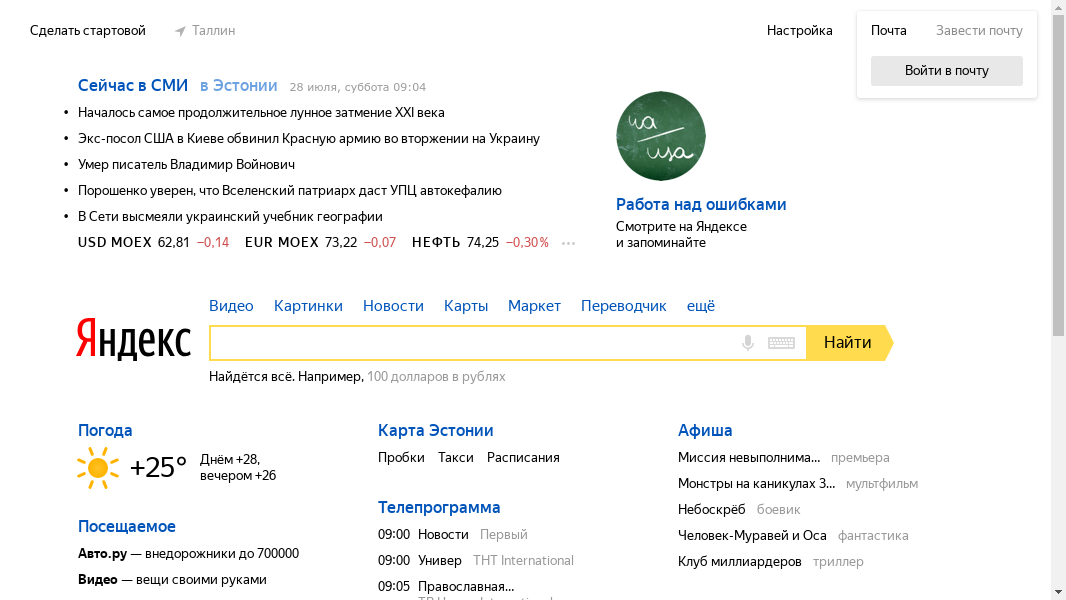 Сделать стартовой
Таллин
Настройка
Почта
Завести почту
Войти в почту
Сейчас в СМИ в Эстонии 28 июля, суббота 09:04
• Началось самое продолжительное лунное затмение XXI века
• Экс-посол США в Киеве обвинил Красную армию во вторжении на Украину
• Умер писатель Владимир Войнович
• Порошенко уверен, что Вселенский патриарх даст УПЦ автокефалию
• В Сети высмеяли украинский учебник географии
USD MOEX 62,81 −0,14 EUR MOEX 73,22 −0,07 НЕФТЬ 74,25 −0,30%
Работа над ошибками
Смотрите на Яндексе
и запоминайте
Видео Картинки Новости Карты Маркет Переводчик ещё
Яндекс
Найти
Найдётся всё. Например, 100 долларов в рублях
Погода
+25°
Днём +28,
вечером +26
Посещаемое
Авто.ру — внедорожники до 700000
Видео — вещи своими руками
Карта Эстонии
Пробки Такси Расписания
Телепрограмма
09:00 Новости Первый
09:00 Универ ТНТ International
09:05 Православная...
Афиша
Миссия невыполнима... премьера
Монстры на каникулах 3... мультфильм
Небоскрёб боевик
Человек-Муравей и Оса фантастика
Клуб миллиардеров триллер